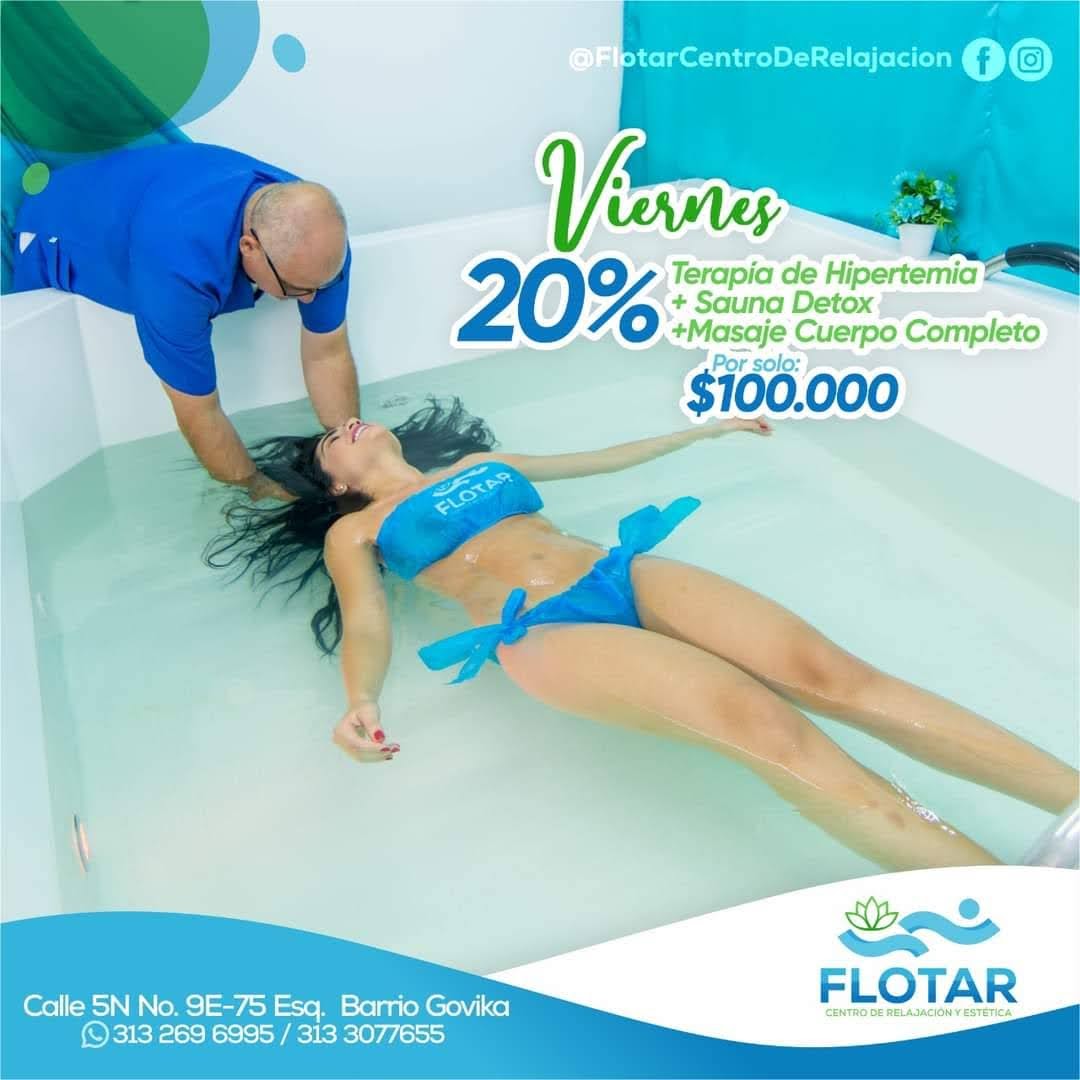 @FlotarCentroDeRelajacion
Viernes
20%
Terapia de Hipertemia
+ Sauna Detox
+Masaje Cuerpo Completo
Por solo:
$100.000
FLOTAR
FLOTAR
CENTRO DE RELAJACIÓN Y ESTÉTICA
Calle 5N No. 9E-75 Esq. Barrio Govika
313 269 6995 / 313 3077655